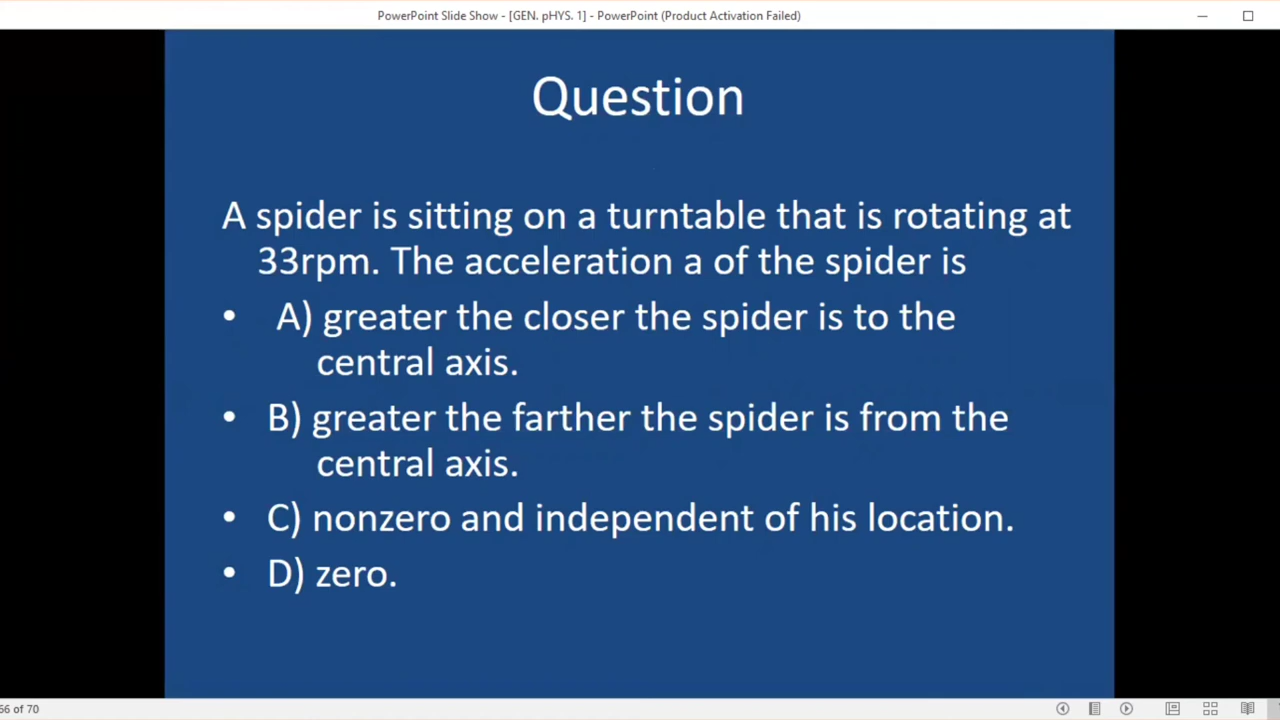 PowerPoint Slide Show - [GEN. pHYS. 1] - PowerPoint (Product Activation Failed)
Question
A spider is sitting on a turntable that is rotating at
33rpm. The acceleration a of the spider is
• A) greater the closer the spider is to the
central axis.
• B) greater the farther the spider is from the
central axis.
• C) nonzero and independent of his location.
• D) zero.
66 of 70